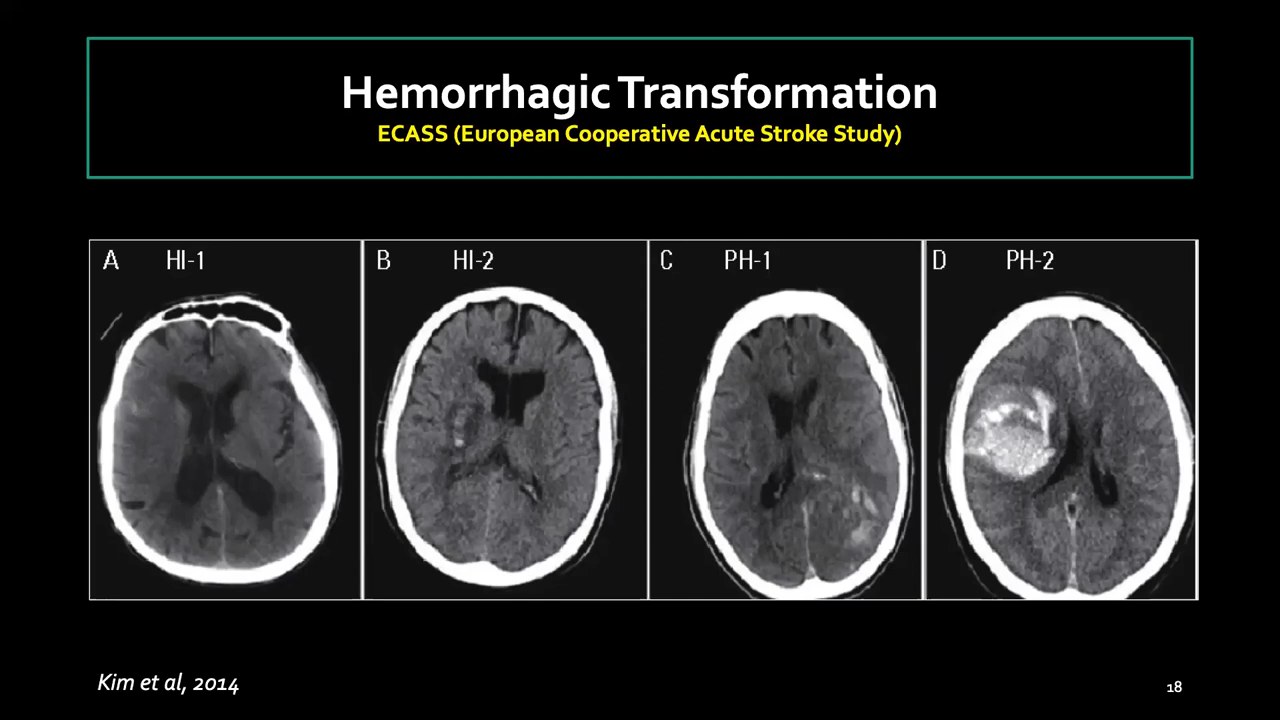 Hemorrhagic Transformation
ECASS (European Cooperative Acute Stroke Study)
A HI-1
B HI-2
C PH-1
D PH-2
Kim et al, 2014
18